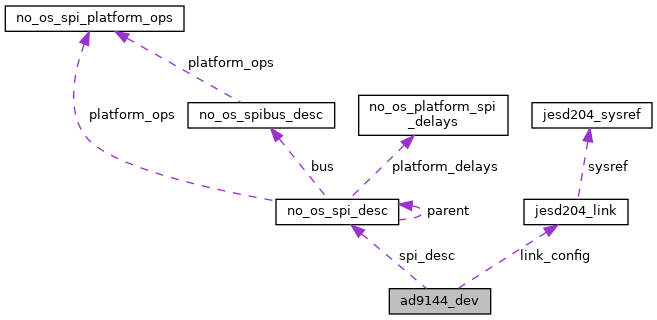 no_os_spi_platform_ops
platform_ops
platform_ops
no_os_spibus_desc
no_os_platform_spi
_delays
jesd204_sysref
bus
platform_delays
sysref
no_os_spi_desc
parent
jesd204_link
spi_desc
link_config
ad9144_dev